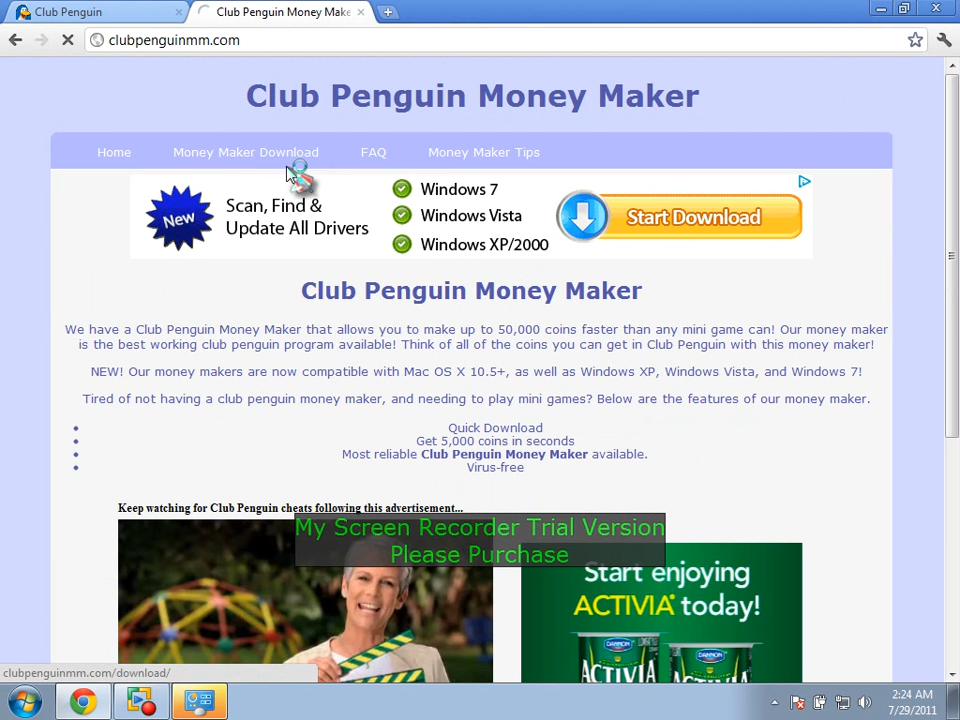 Club Penguin
Club Penguin Money Make
clubpenguinmm.com
Club Penguin Money Maker
Home Money Maker Download FAQ Money Maker Tips
New
Scan, Find &
Update All Drivers
Windows 7
Windows Vista
Windows XP/2000
Start Download
Club Penguin Money Maker
We have a Club Penguin Money Maker that allows you to make up to 50,000 coins faster than any mini game can! Our money maker
is the best working club penguin program available! Think of all of the coins you can get in Club Penguin with this money maker!
NEW! Our money makers are now compatible with Mac OS X 10.5+, as well as Windows XP, Windows Vista, and Windows 7!
Tired of not having a club penguin money maker, and needing to play mini games? Below are the features of our money maker.
Quick Download
Get 5,000 coins in seconds
Most reliable Club Penguin Money Maker available.
Virus-free
Keep watching for Club Penguin cheats following this advertisement...
My Screen Recorder Trial Version
Please Purchase
Start enjoying
ACTIVIA today!
DANNON DANNON
ACTIVIA ACTIVIA
clubpenguinmm.com/download/
2:24 AM
7/29/2011